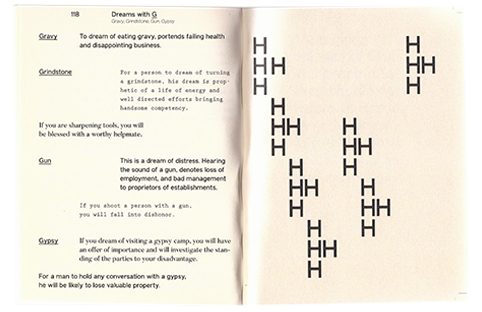 118 Dreams with G
Gravy, Grindstone, Gun, Gypsy
Gravy To dream of eating gravy, portends failing health
and disappointing business.
Grindstone For a person to dream of turning
a grindstone, his dream is pro-
phetic of a life of energy and
well directed efforts bringing
handsome competency.
If you are sharpening tools, you will
be blessed with a worthy helpmate.
Gun This is a dream of distress. Hearing
the sound of a gun, denotes loss of
employment, and bad management
to proprietors of establishments.
If you shoot a person with a gun,
you will fall into dishonor.
Gypsy If you dream of visiting a gypsy camp, you will have
an offer of importance and will investigate the stan-
ding of the parties to your disadvantage.
For a man to hold any conversation with a gypsy,
he will be likely to lose valuable property.
H H
HH HH
H H
H
HH H
H HH
H H
HH H
H HH
H H
HH
H